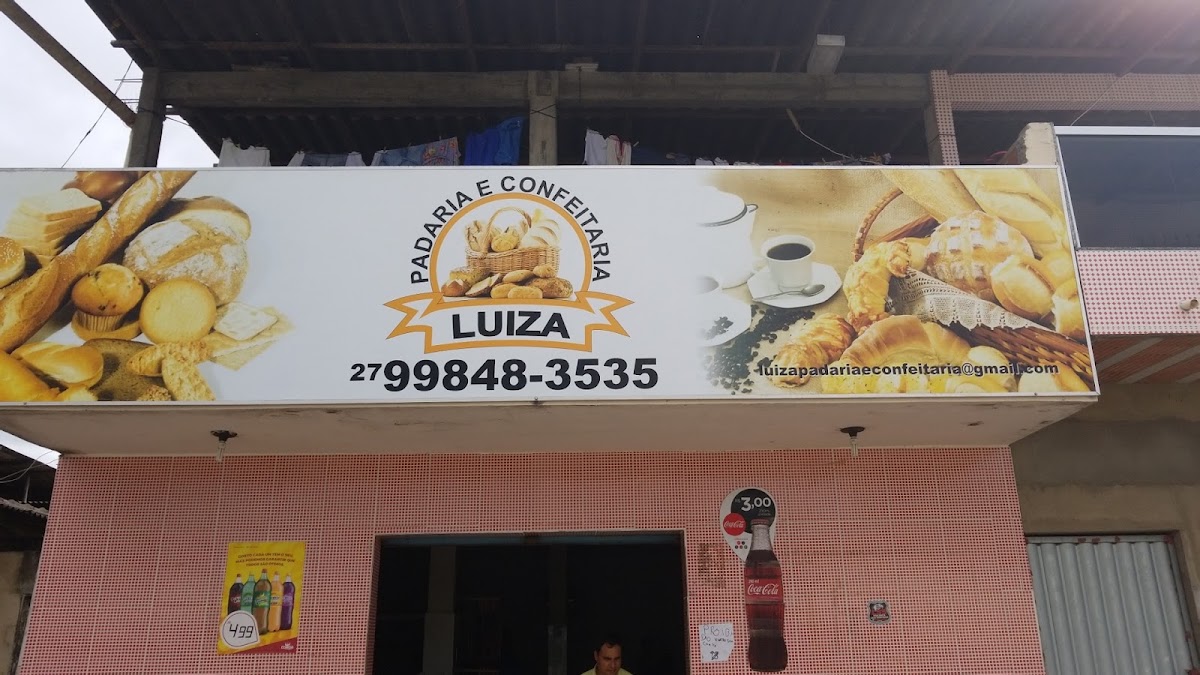 PADARIA E CONFEITARIA
LUIZA
27 99848-3535
luizapadariaeconfeitaria@gmail.com
R$ 3,00
Coca-Cola
Coca-Cola
4,99